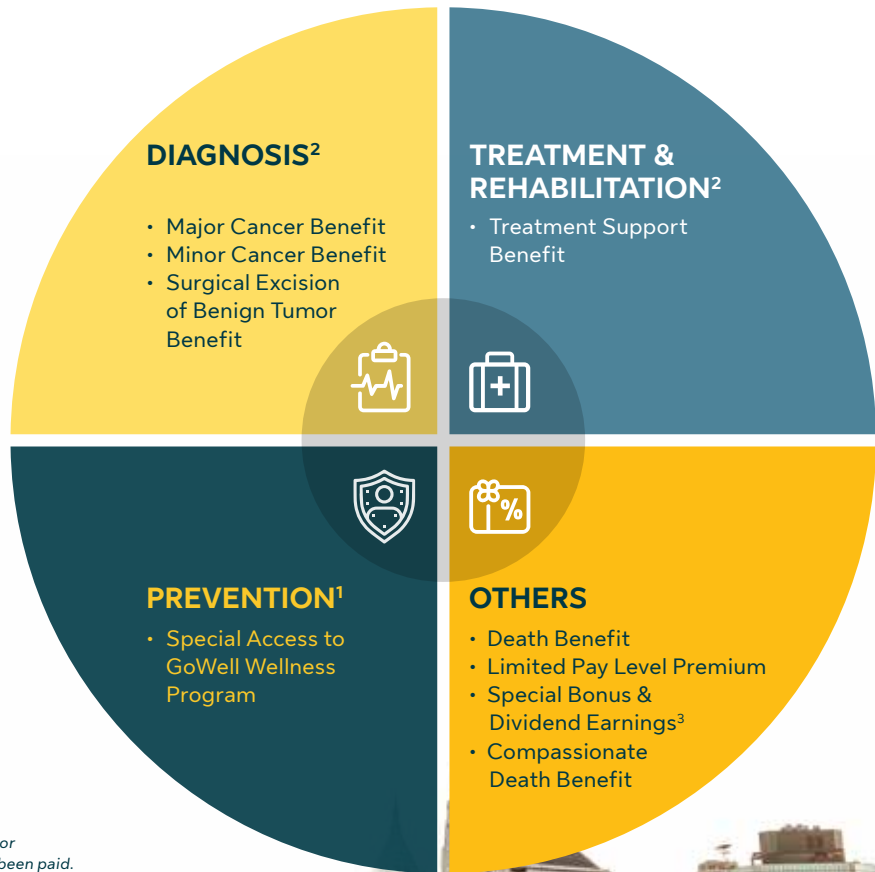 DIAGNOSIS²
• Major Cancer Benefit
• Minor Cancer Benefit
• Surgical Excision
of Benign Tumor
Benefit
TREATMENT &
REHABILITATION²
• Treatment Support
Benefit
PREVENTION¹
• Special Access to
GoWell Wellness
Program
%
OTHERS
• Death Benefit
• Limited Pay Level Premium
• Special Bonus &
Dividend Earnings³
• Compassionate
Death Benefit
or
been paid.